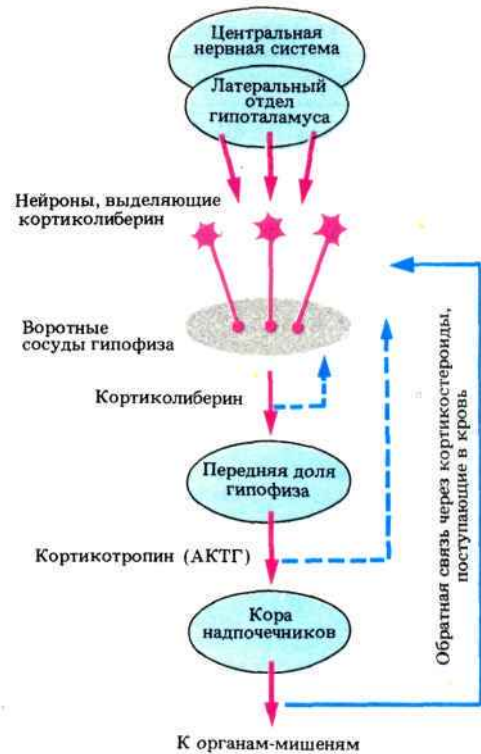 Центральная
нервная система
Латеральный
отдел
гипоталамуса
Нейроны, выделяющие
кортиколиберин
Воротные
сосуды гипофиза
Кортиколиберин
Передняя доля
гипофиза
Кортикотропин (АКТГ)
Кора
надпочечников
К органам-мишеням
Обратная связь через кортикостероиды,
поступающие в кровь